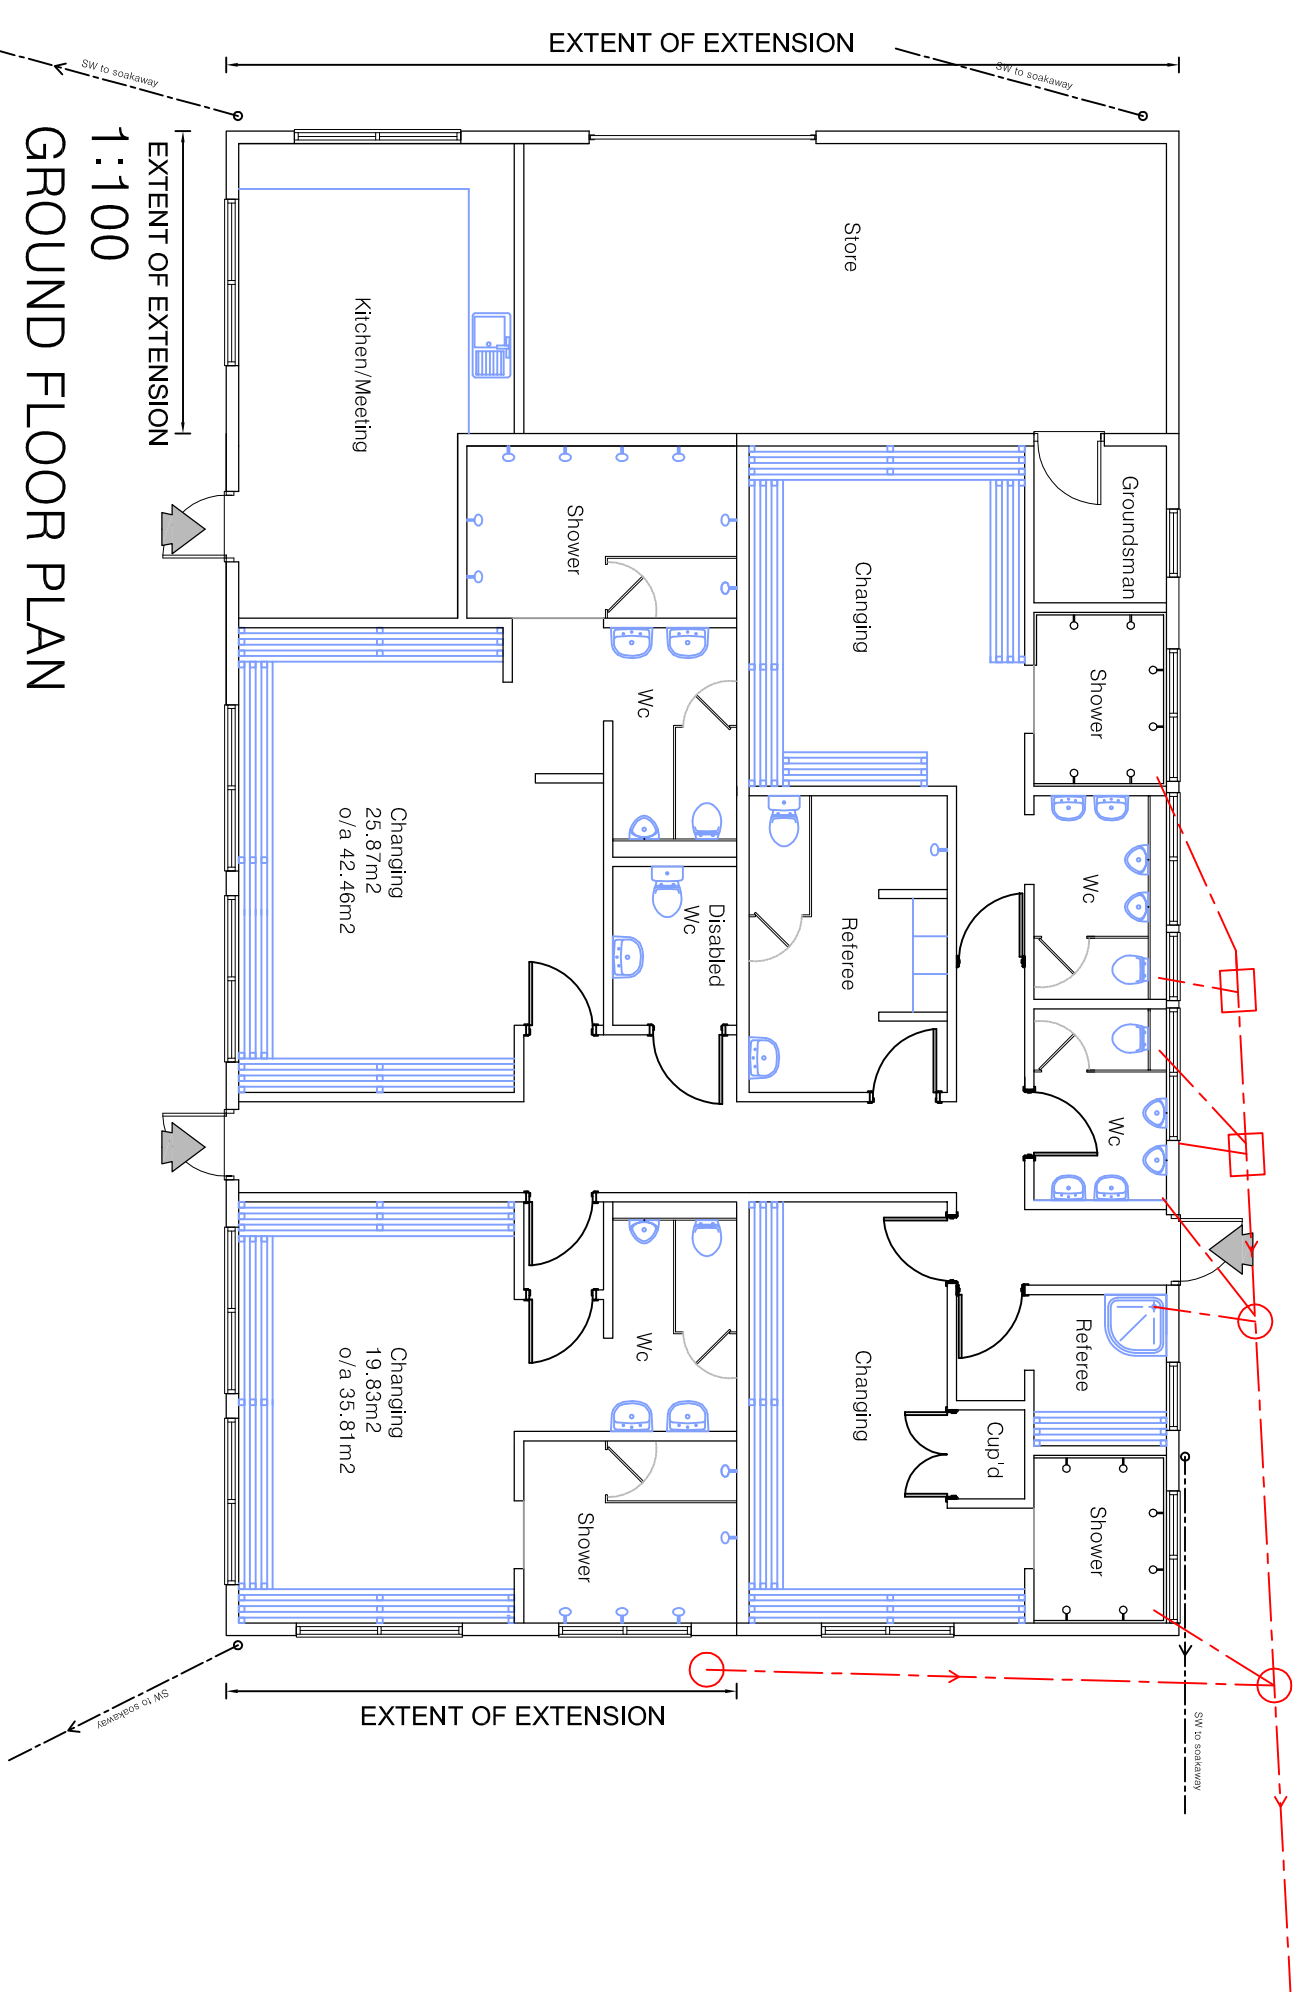 EXTENT OF EXTENSION
SW to soakaway
SW to soakaway
GROUND FLOOR PLAN
1:100
EXTENT OF EXTENSION
Store
Kitchen/Meeting
Groundsman
Shower
Changing
Shower
Wc
Wc
Changing
25.87m2
o/a 42.46m2
Disabled
Wc
Referee
Wc
Changing
19.83m2
o/a 35.81m2
Wc
Changing
Referee
Cup'd
Shower
Shower
SW to soakaway
EXTENT OF EXTENSION
SW to soakaway